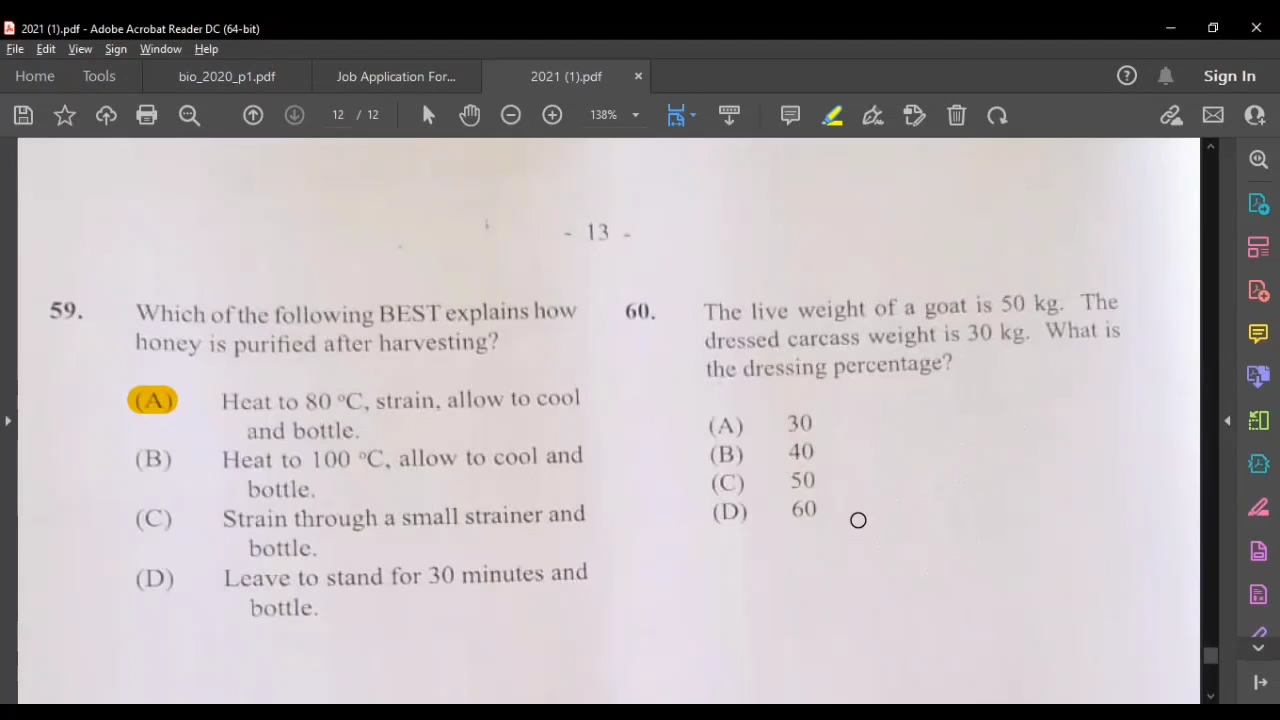 2021 (1).pdf - Adobe Acrobat Reader DC (64-bit)
File Edit View Sign Window Help
Home Tools bio_2020_p1.pdf Job Application For... 2021 (1).pdf × Sign In
12 / 12 138%
- 13 -
59. Which of the following BEST explains how
honey is purified after harvesting?
(A) Heat to 80 °C, strain, allow to cool
and bottle.
(B) Heat to 100 °C, allow to cool and
bottle.
(C) Strain through a small strainer and
bottle.
(D) Leave to stand for 30 minutes and
bottle.
60. The live weight of a goat is 50 kg. The
dressed carcass weight is 30 kg. What is
the dressing percentage?
(A) 30
(B) 40
(C) 50
(D) 60